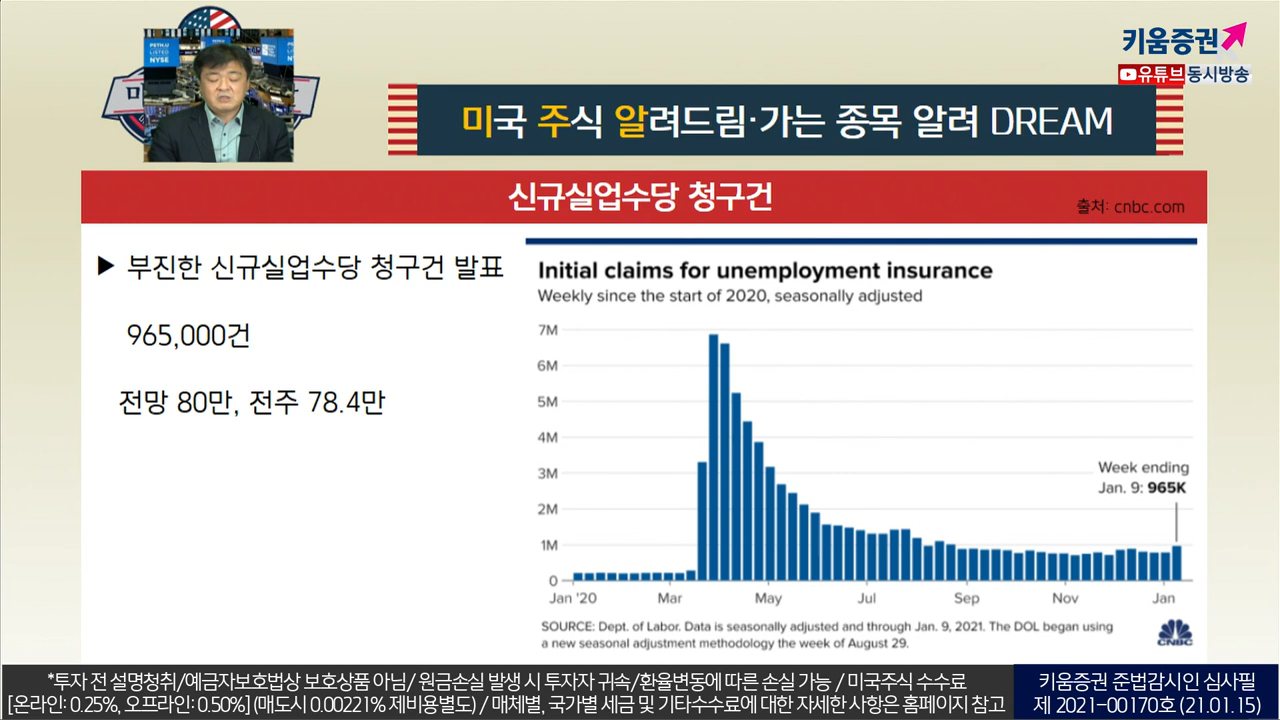 PSTH.U
LISTED
NYSE
미
키움증권
유튜브 동시방송
미국 주식 알려드림·가는 종목 알려 DREAM
신규실업수당 청구건
출처: cnbc.com
▶ 부진한 신규실업수당 청구건 발표
965,000건
전망 80만, 전주 78.4만
Initial claims for unemployment insurance
Weekly since the start of 2020, seasonally adjusted
7M
6M
5M
4M
3M
2M
1M
0
Week ending
Jan. 9: 965K
Jan '20 Mar May Jul Sep Nov Jan
SOURCE: Dept. of Labor. Data is seasonally adjusted and through Jan. 9, 2021. The DOL began using
a new seasonal adjustment methodology the week of August 29.
CNBC
*투자 전 설명청취/예금자보호법상 보호상품 아님/ 원금손실 발생 시 투자자 귀속/환율변동에 따른 손실 가능 / 미국주식 수수료
[온라인: 0.25%, 오프라인: 0.50%] (매도시 0.00221% 제비용별도) / 매체별, 국가별 세금 및 기타수수료에 대한 자세한 사항은 홈페이지 참고
키움증권 준법감시인 심사필
제 2021-00170호 (21.01.15)